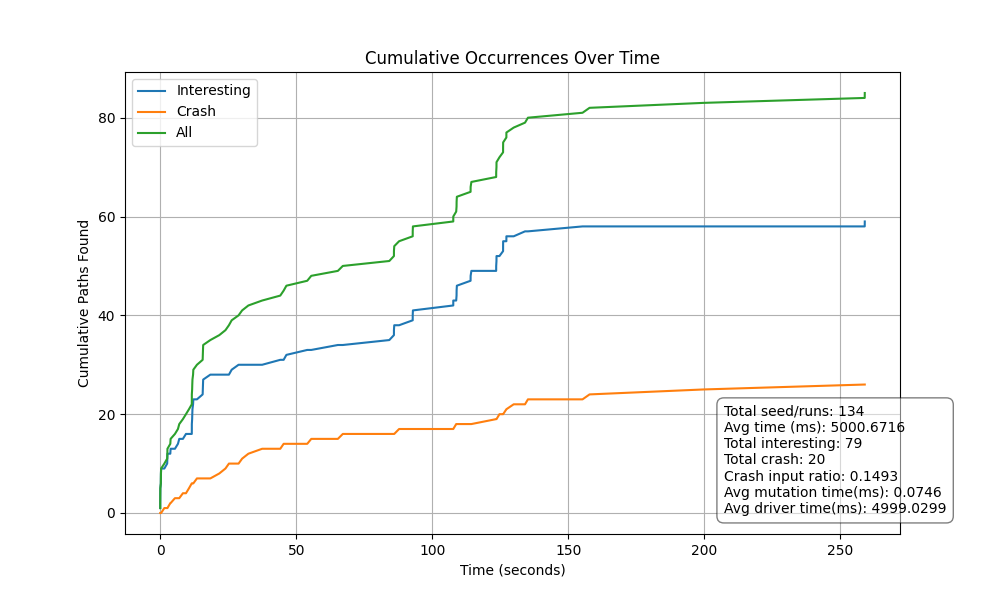 Cumulative Occurrences Over Time
Interesting
Crash
All
Cumulative Paths Found
80
60
40
20
0
0 50 100 150 200 250
Time (seconds)
Total seed/runs: 134
Avg time (ms): 5000.6716
Total interesting: 79
Total crash: 20
Crash input ratio: 0.1493
Avg mutation time(ms): 0.0746
Avg driver time(ms): 4999.0299